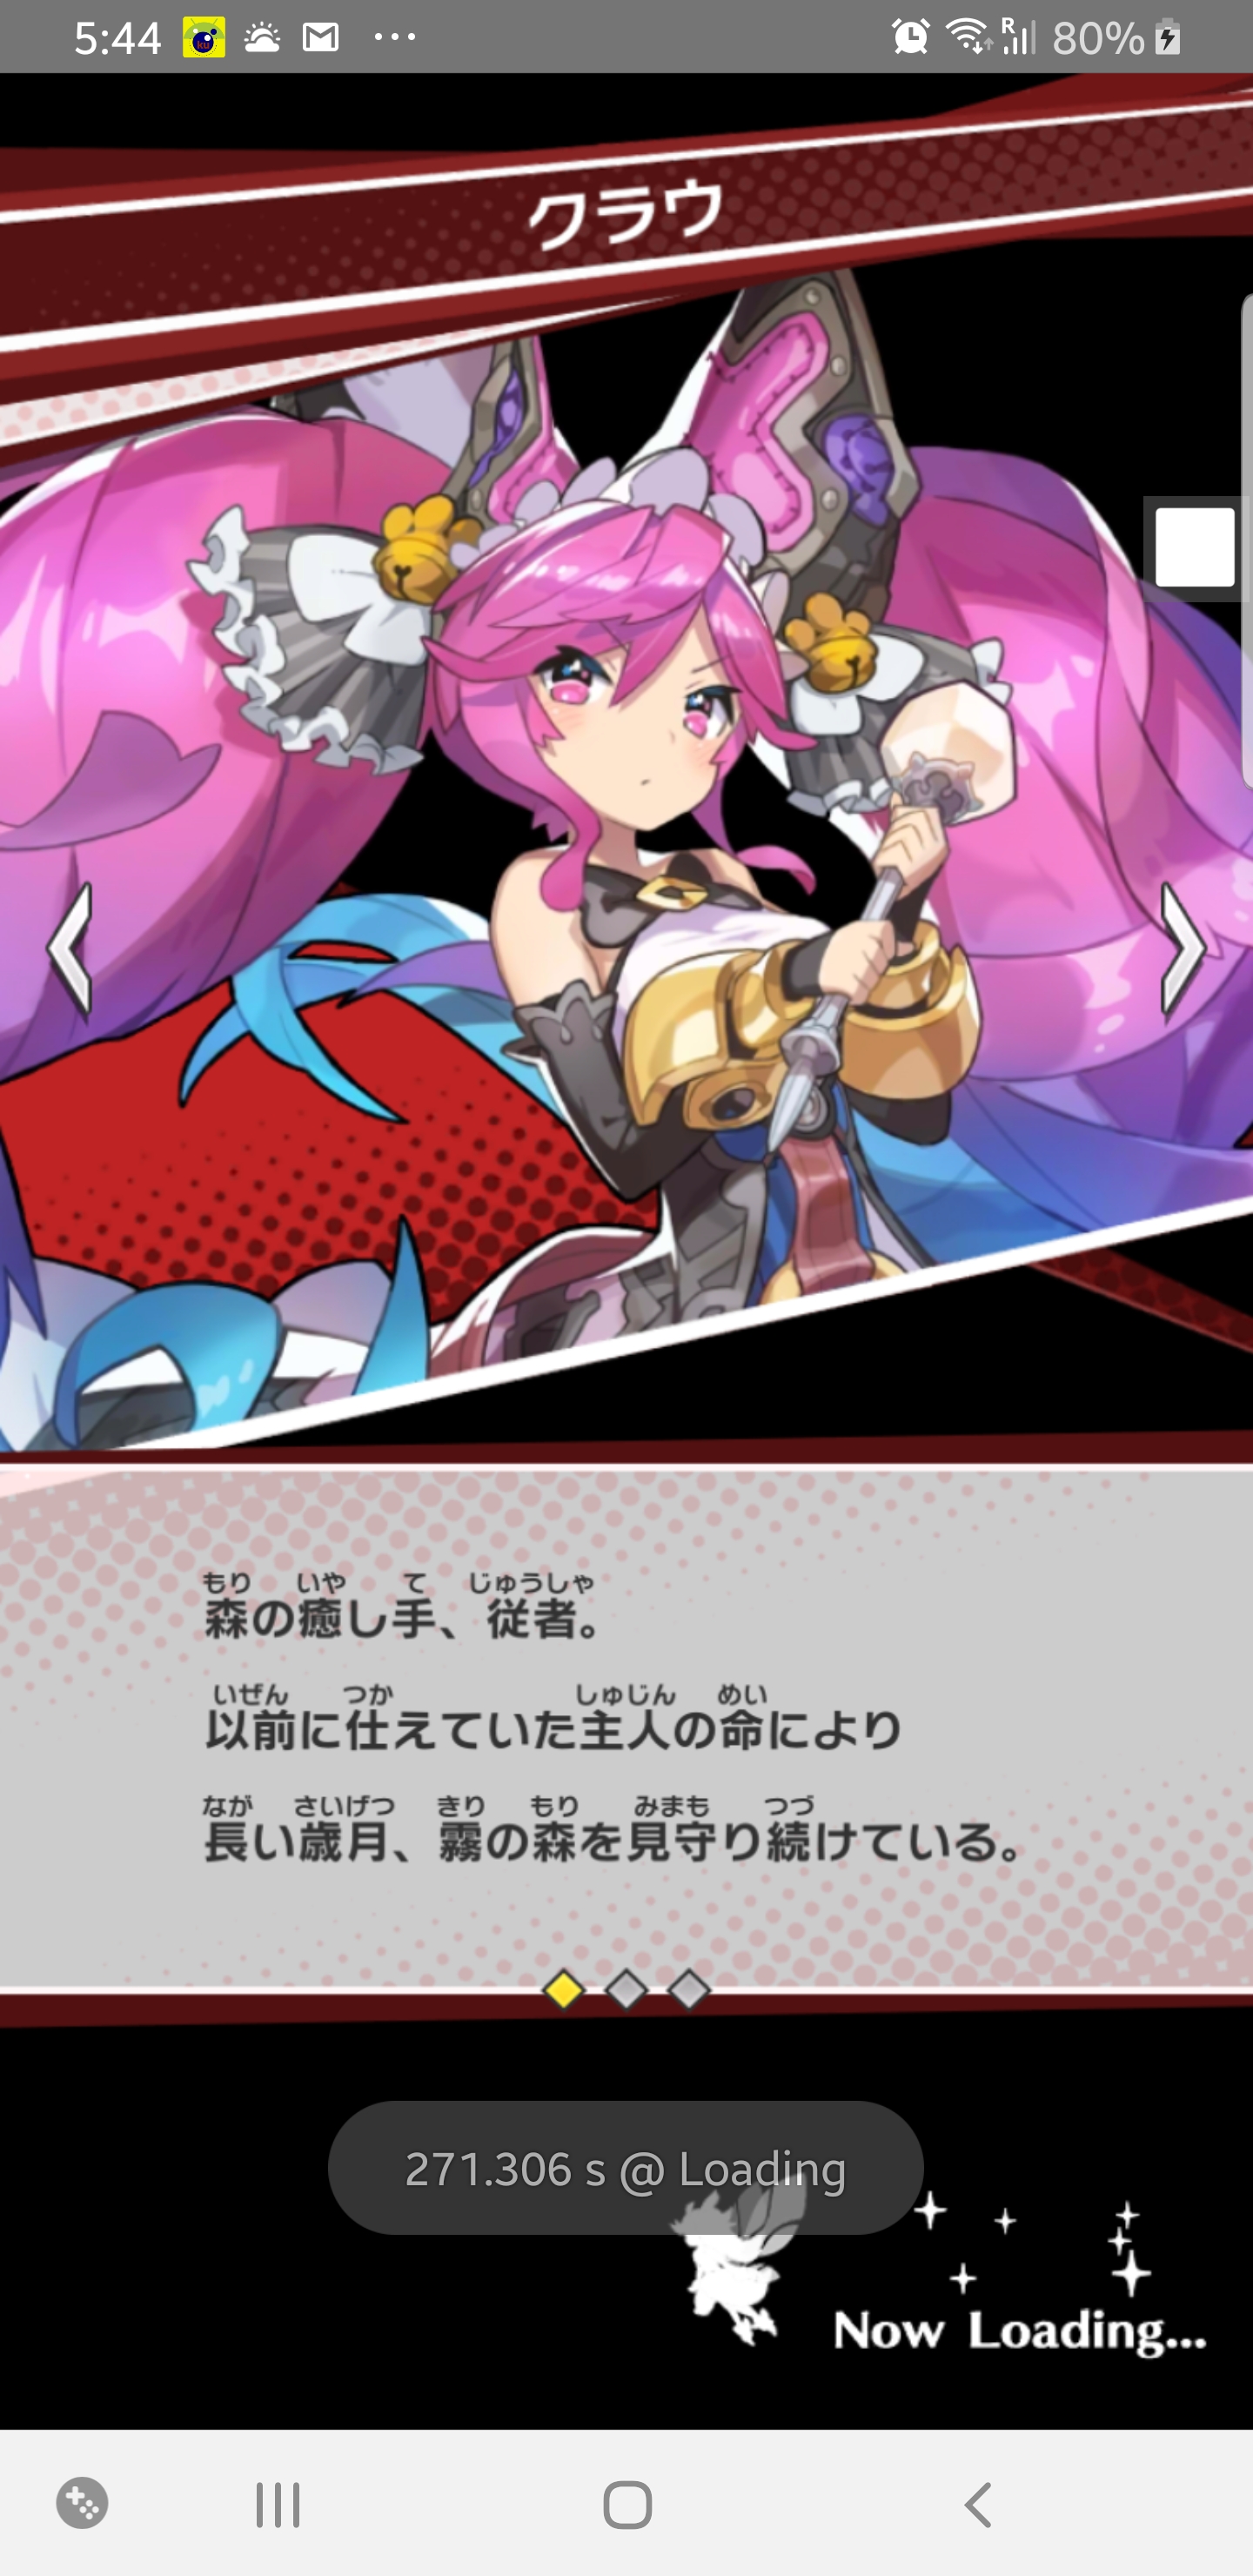 5:44
80%
クラウ
もり いや て じゅうしゃ
森の癒し手、従者。
いぜん つか しゅじん めい
以前に仕えていた主人の命により
なが さいげつ きり もり みまも つづ
長い歳月、霧の森を見守り続けている。
271.306 s @ Loading
Now Loading...